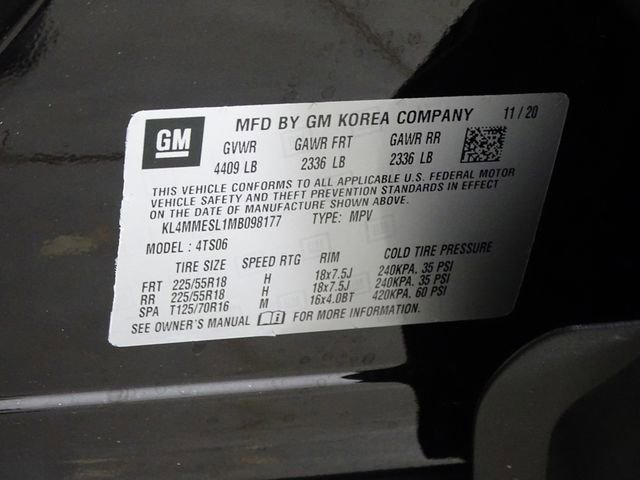 GM MFD BY GM KOREA COMPANY 11/20
GVWR GAWR FRT GAWR RR
4409 LB 2336 LB 2336 LB
THIS VEHICLE CONFORMS TO ALL APPLICABLE U.S. FEDERAL MOTOR
VEHICLE SAFETY AND THEFT PREVENTION STANDARDS IN EFFECT
ON THE DATE OF MANUFACTURE SHOWN ABOVE.
KL4MMESL1MB098177 TYPE: MPV
MODEL: 4TS06
TIRE SIZE SPEED RTG RIM COLD TIRE PRESSURE
FRT 225/55R18 H 18x7.5J 240KPA, 35 PSI
RR 225/55R18 H 18x7.5J 240KPA, 35 PSI
SPA T125/70R16 M 16x4.0BT 420KPA, 60 PSI
SEE OWNER'S MANUAL FOR MORE INFORMATION.